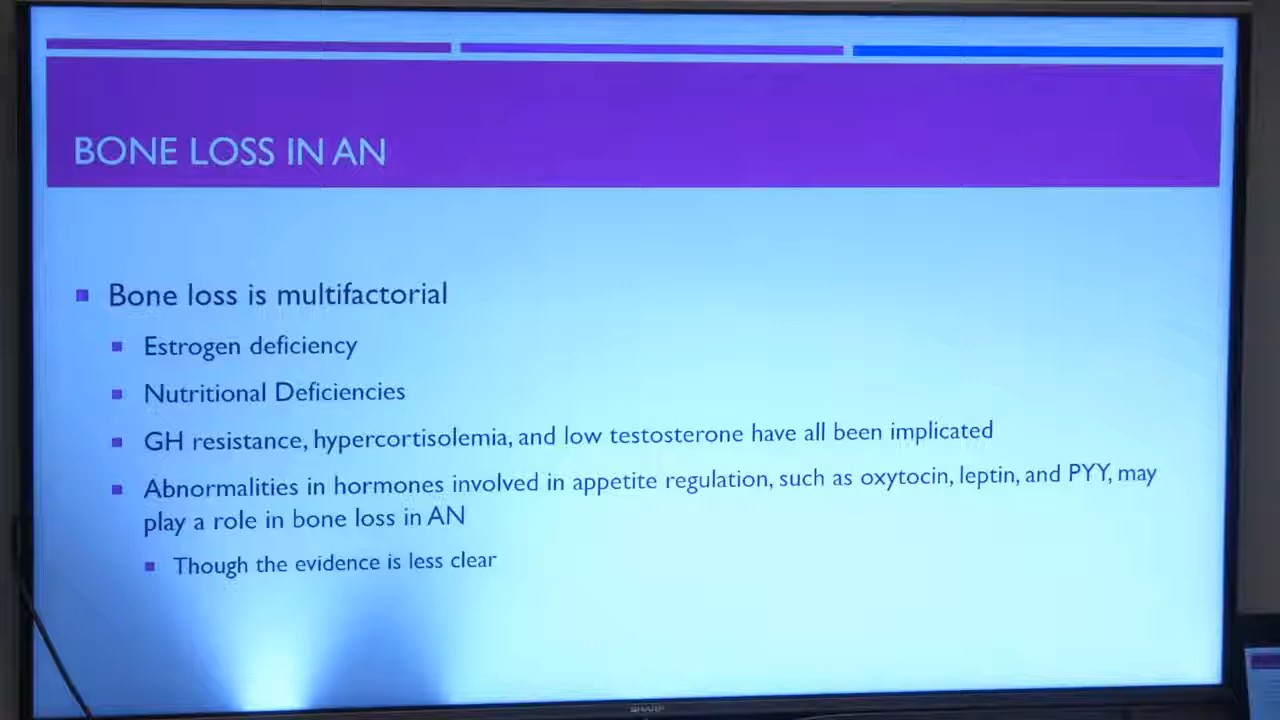 BONE LOSS IN AN
Bone loss is multifactorial
Estrogen deficiency
Nutritional Deficiencies
GH resistance, hypercortisolemia, and low testosterone have all been implicated
Abnormalities in hormones involved in appetite regulation, such as oxytocin, leptin, and PYY, may
play a role in bone loss in AN
Though the evidence is less clear
SHARP